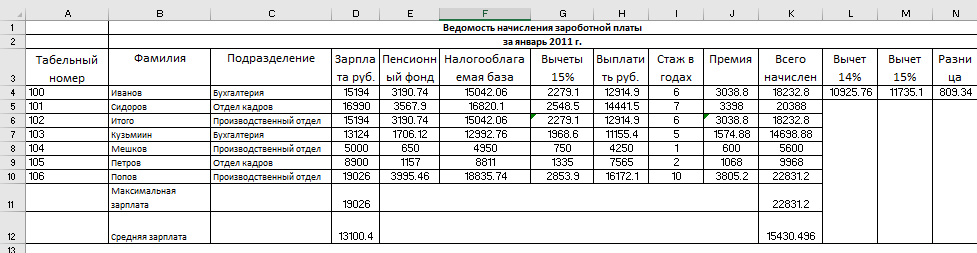 A B C D E F G H I J K L M N
1 Ведомость начисления зароботной платы
2 за январь 2011 г.
3 Табельный номер Фамилия Подразделение Зарпла та руб. Пенсионн ый фонд Налогооблаг аемая база Вычеты 15% Выплати ть руб. Стаж в годах Премия Всего начислен Вычет 14% Вычет 15% Разни ца
4 100 Иванов Бухгалтерия 15194 3190.74 15042.06 2279.1 12914.9 6 3038.8 18232.8 10925.76 11735.1 809.34
5 101 Сидоров Отдел кадров 16990 3567.9 16820.1 2548.5 14441.5 7 3398 20388
6 102 Итого Производственный отдел 15194 3190.74 15042.06 2279.1 12914.9 6 3038.8 18232.8
7 103 Кузьмиин Бухгалтерия 13124 1706.12 12992.76 1968.6 11155.4 5 1574.88 14698.88
8 104 Мешков Производственный отдел 5000 650 4950 750 4250 1 600 5600
9 105 Петров Отдел кадров 8900 1157 8811 1335 7565 2 1068 9968
10 106 Попов Производственный отдел 19026 3995.46 18835.74 2853.9 16172.1 10 3805.2 22831.2
11 Максимальная зарплата 19026 22831.2
12 Средняя зарплата 13100.4 15430.496
13